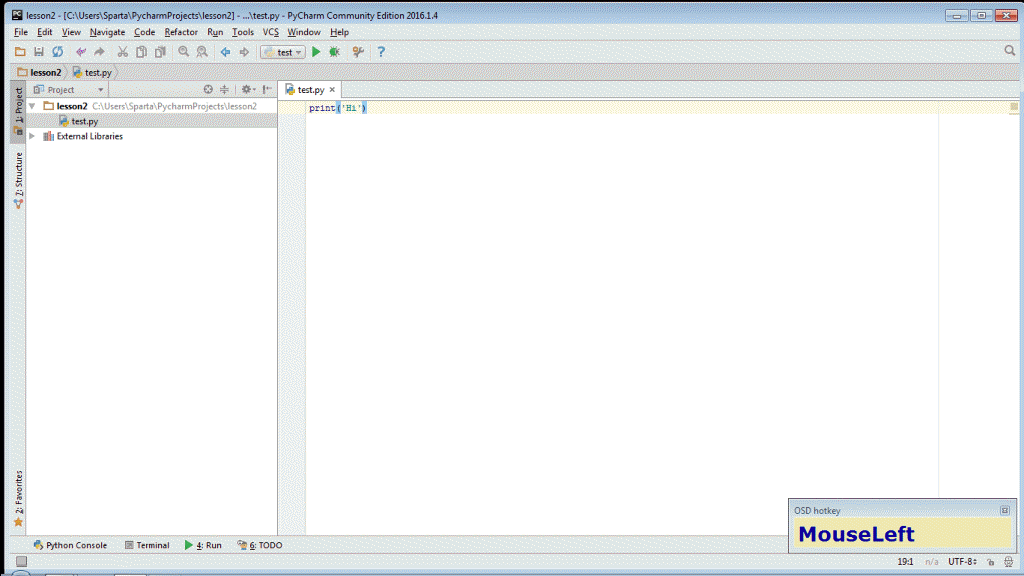 lesson2 - [C:\Users\Sparta\PycharmProjects\lesson2] - ...\test.py - PyCharm Community Edition 2016.1.4
File Edit View Navigate Code Refactor Run Tools VCS Window Help
test
lesson2 test.py
1: Project
Project
test.py
lesson2 C:\Users\Sparta\PycharmProjects\lesson2
print('Hi')
test.py
External Libraries
7: Structure
2: Favorites
OSD hotkey
MouseLeft
Python Console Terminal 4: Run 6: TODO
19:1 n/a UTF-8